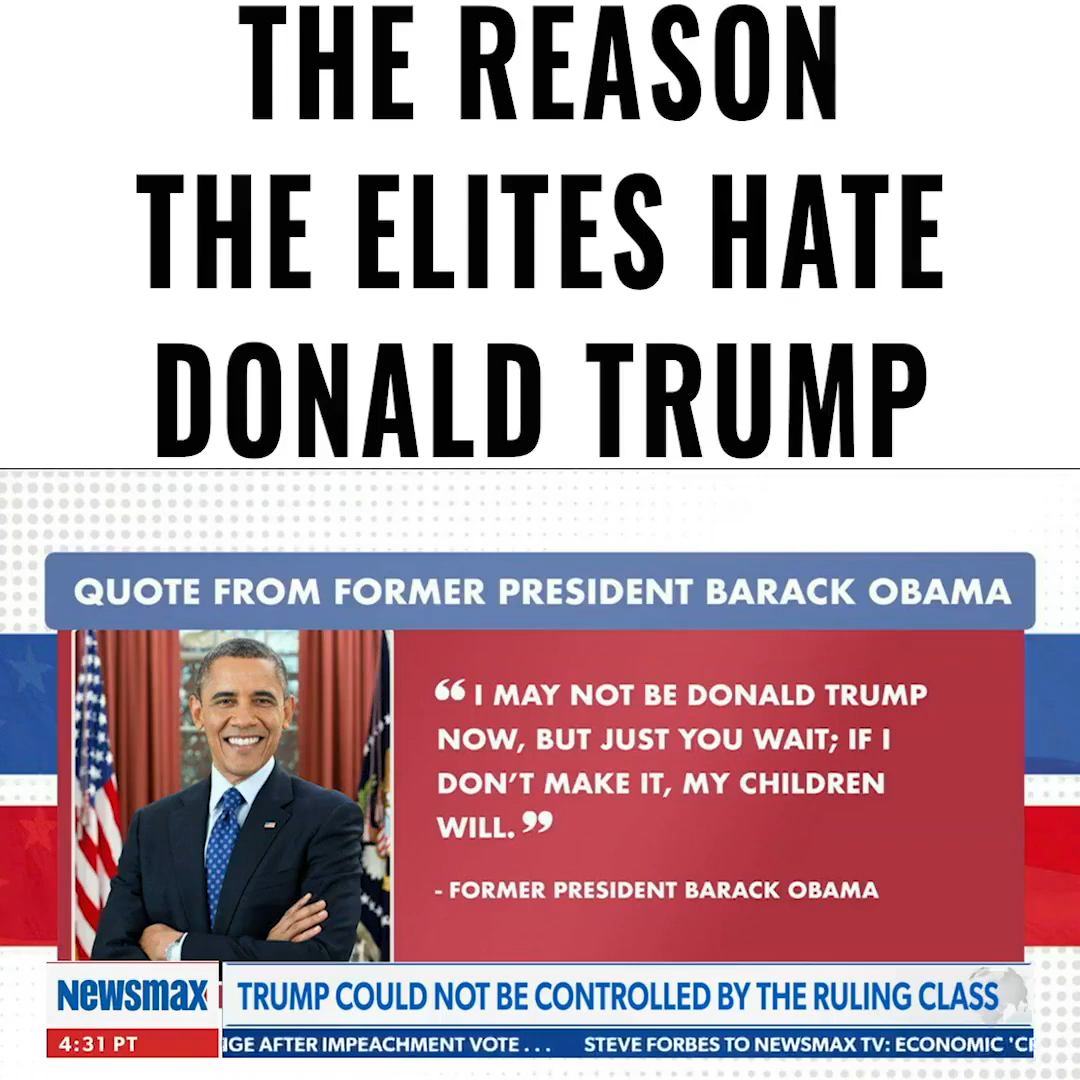 THE REASON
THE ELITES HATE
DONALD TRUMP
QUOTE FROM FORMER PRESIDENT BARACK OBAMA
“ I MAY NOT BE DONALD TRUMP
NOW, BUT JUST YOU WAIT; IF I
DON’T MAKE IT, MY CHILDREN
WILL. ”
- FORMER PRESIDENT BARACK OBAMA
Newsmax
TRUMP COULD NOT BE CONTROLLED BY THE RULING CLASS
4:31 PT
AFTER IMPEACHMENT VOTE . . . STEVE FORBES TO NEWSMAX TV: ECONOMIC